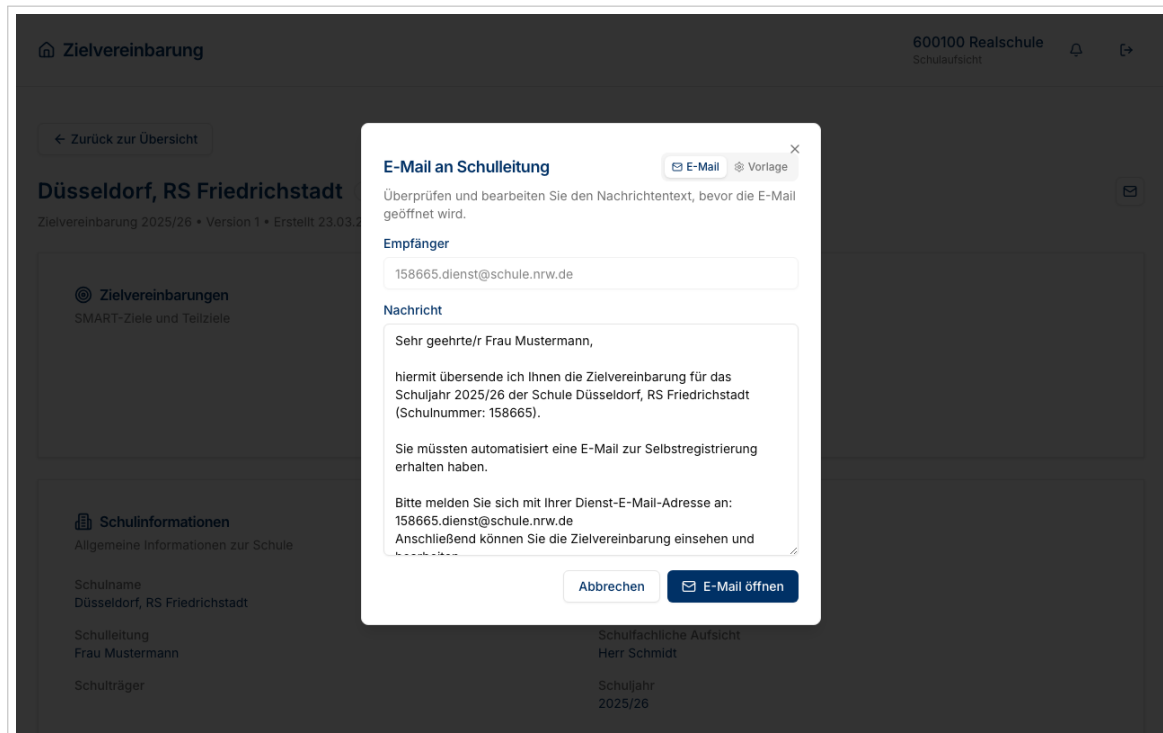 Zielvereinbarung
600100 Realschule
Schulaufsicht
Zurück zur Übersicht
Düsseldorf, RS Friedrichstadt
Zielvereinbarung 2025/26 • Version 1 • Erstellt 23.03.2
Zielvereinbarungen
SMART-Ziele und Teilziele
Schulinformationen
Allgemeine Informationen zur Schule
Schulname
Düsseldorf, RS Friedrichstadt
Schulleitung
Frau Mustermann
Schulfachliche Aufsicht
Herr Schmidt
Schulträger
Schuljahr
2025/26
E-Mail an Schulleitung
E-Mail
Vorlage
Überprüfen und bearbeiten Sie den Nachrichtentext, bevor die E-Mail
geöffnet wird.
Empfänger
158665.dienst@schule.nrw.de
Nachricht
Sehr geehrte/r Frau Mustermann,
hiermit übersende ich Ihnen die Zielvereinbarung für das
Schuljahr 2025/26 der Schule Düsseldorf, RS Friedrichstadt
(Schulnummer: 158665).
Sie müssten automatisiert eine E-Mail zur Selbstregistrierung
erhalten haben.
Bitte melden Sie sich mit Ihrer Dienst-E-Mail-Adresse an:
158665.dienst@schule.nrw.de
Anschließend können Sie die Zielvereinbarung einsehen und
Abbrechen
E-Mail öffnen